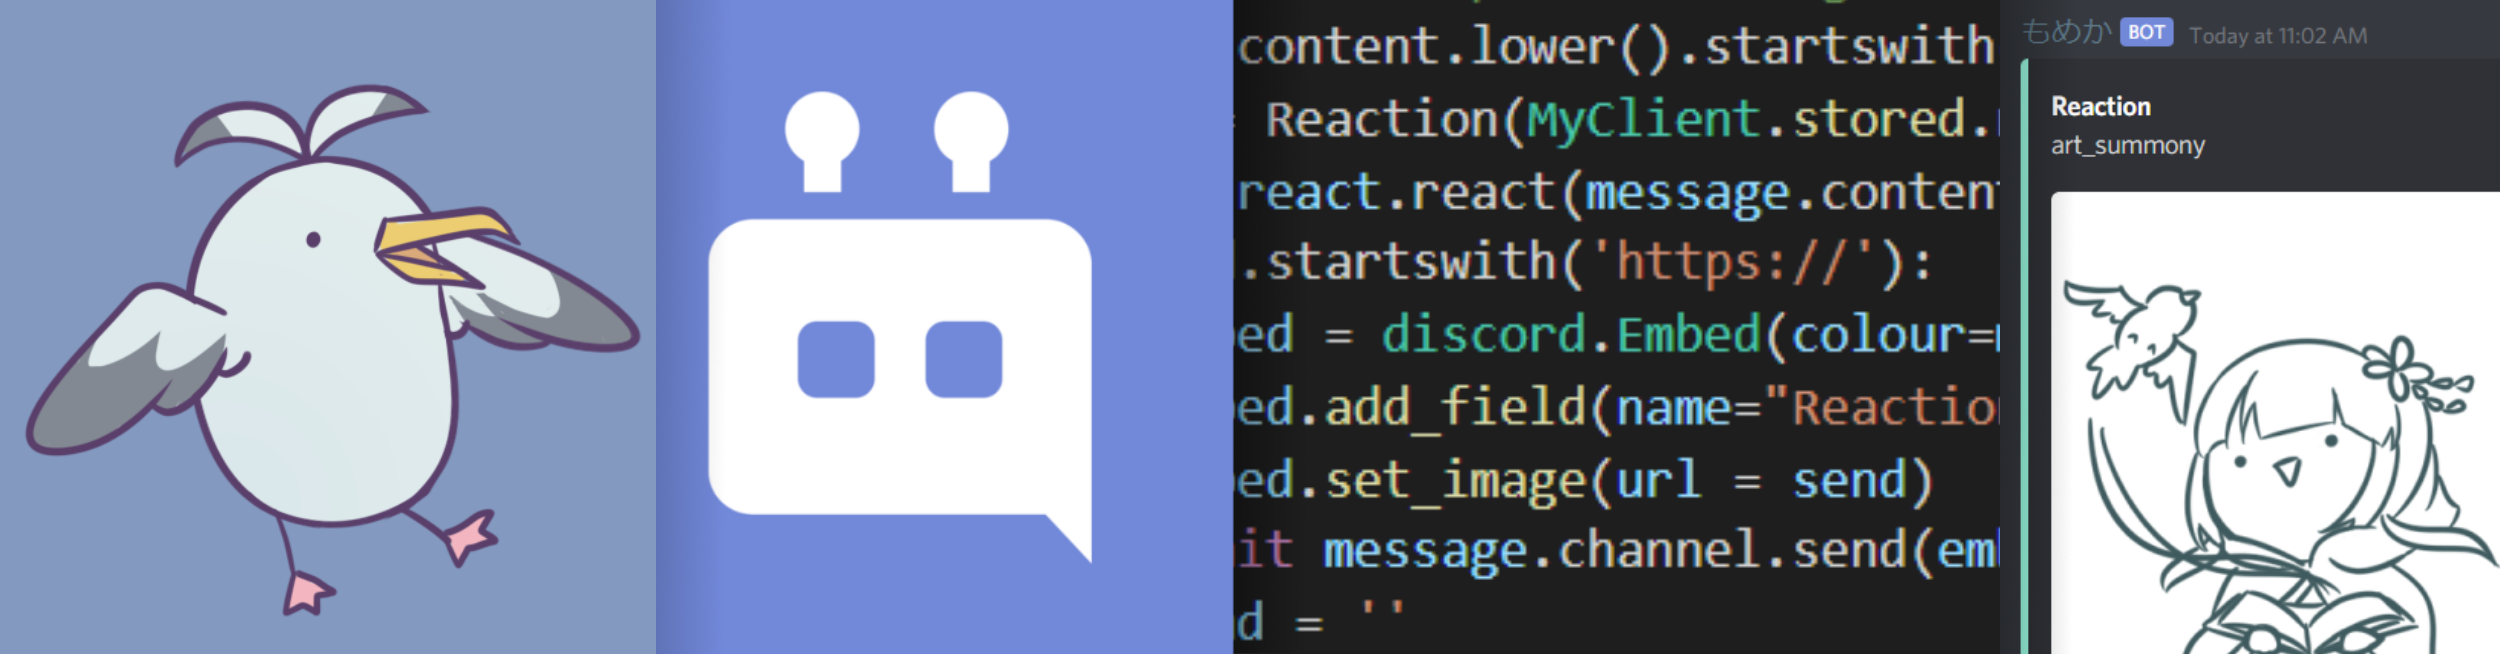 content.lower().startswith
= Reaction(MyClient.stored.
react.react(message.conten
.startswith('https://'):
ed = discord.Embed(colour=
ed.add_field(name="Reactio
ed.set_image(url = send)
it message.channel.send(em
d = ''
もめか BOT Today at 11:02 AM
Reaction
art_summony